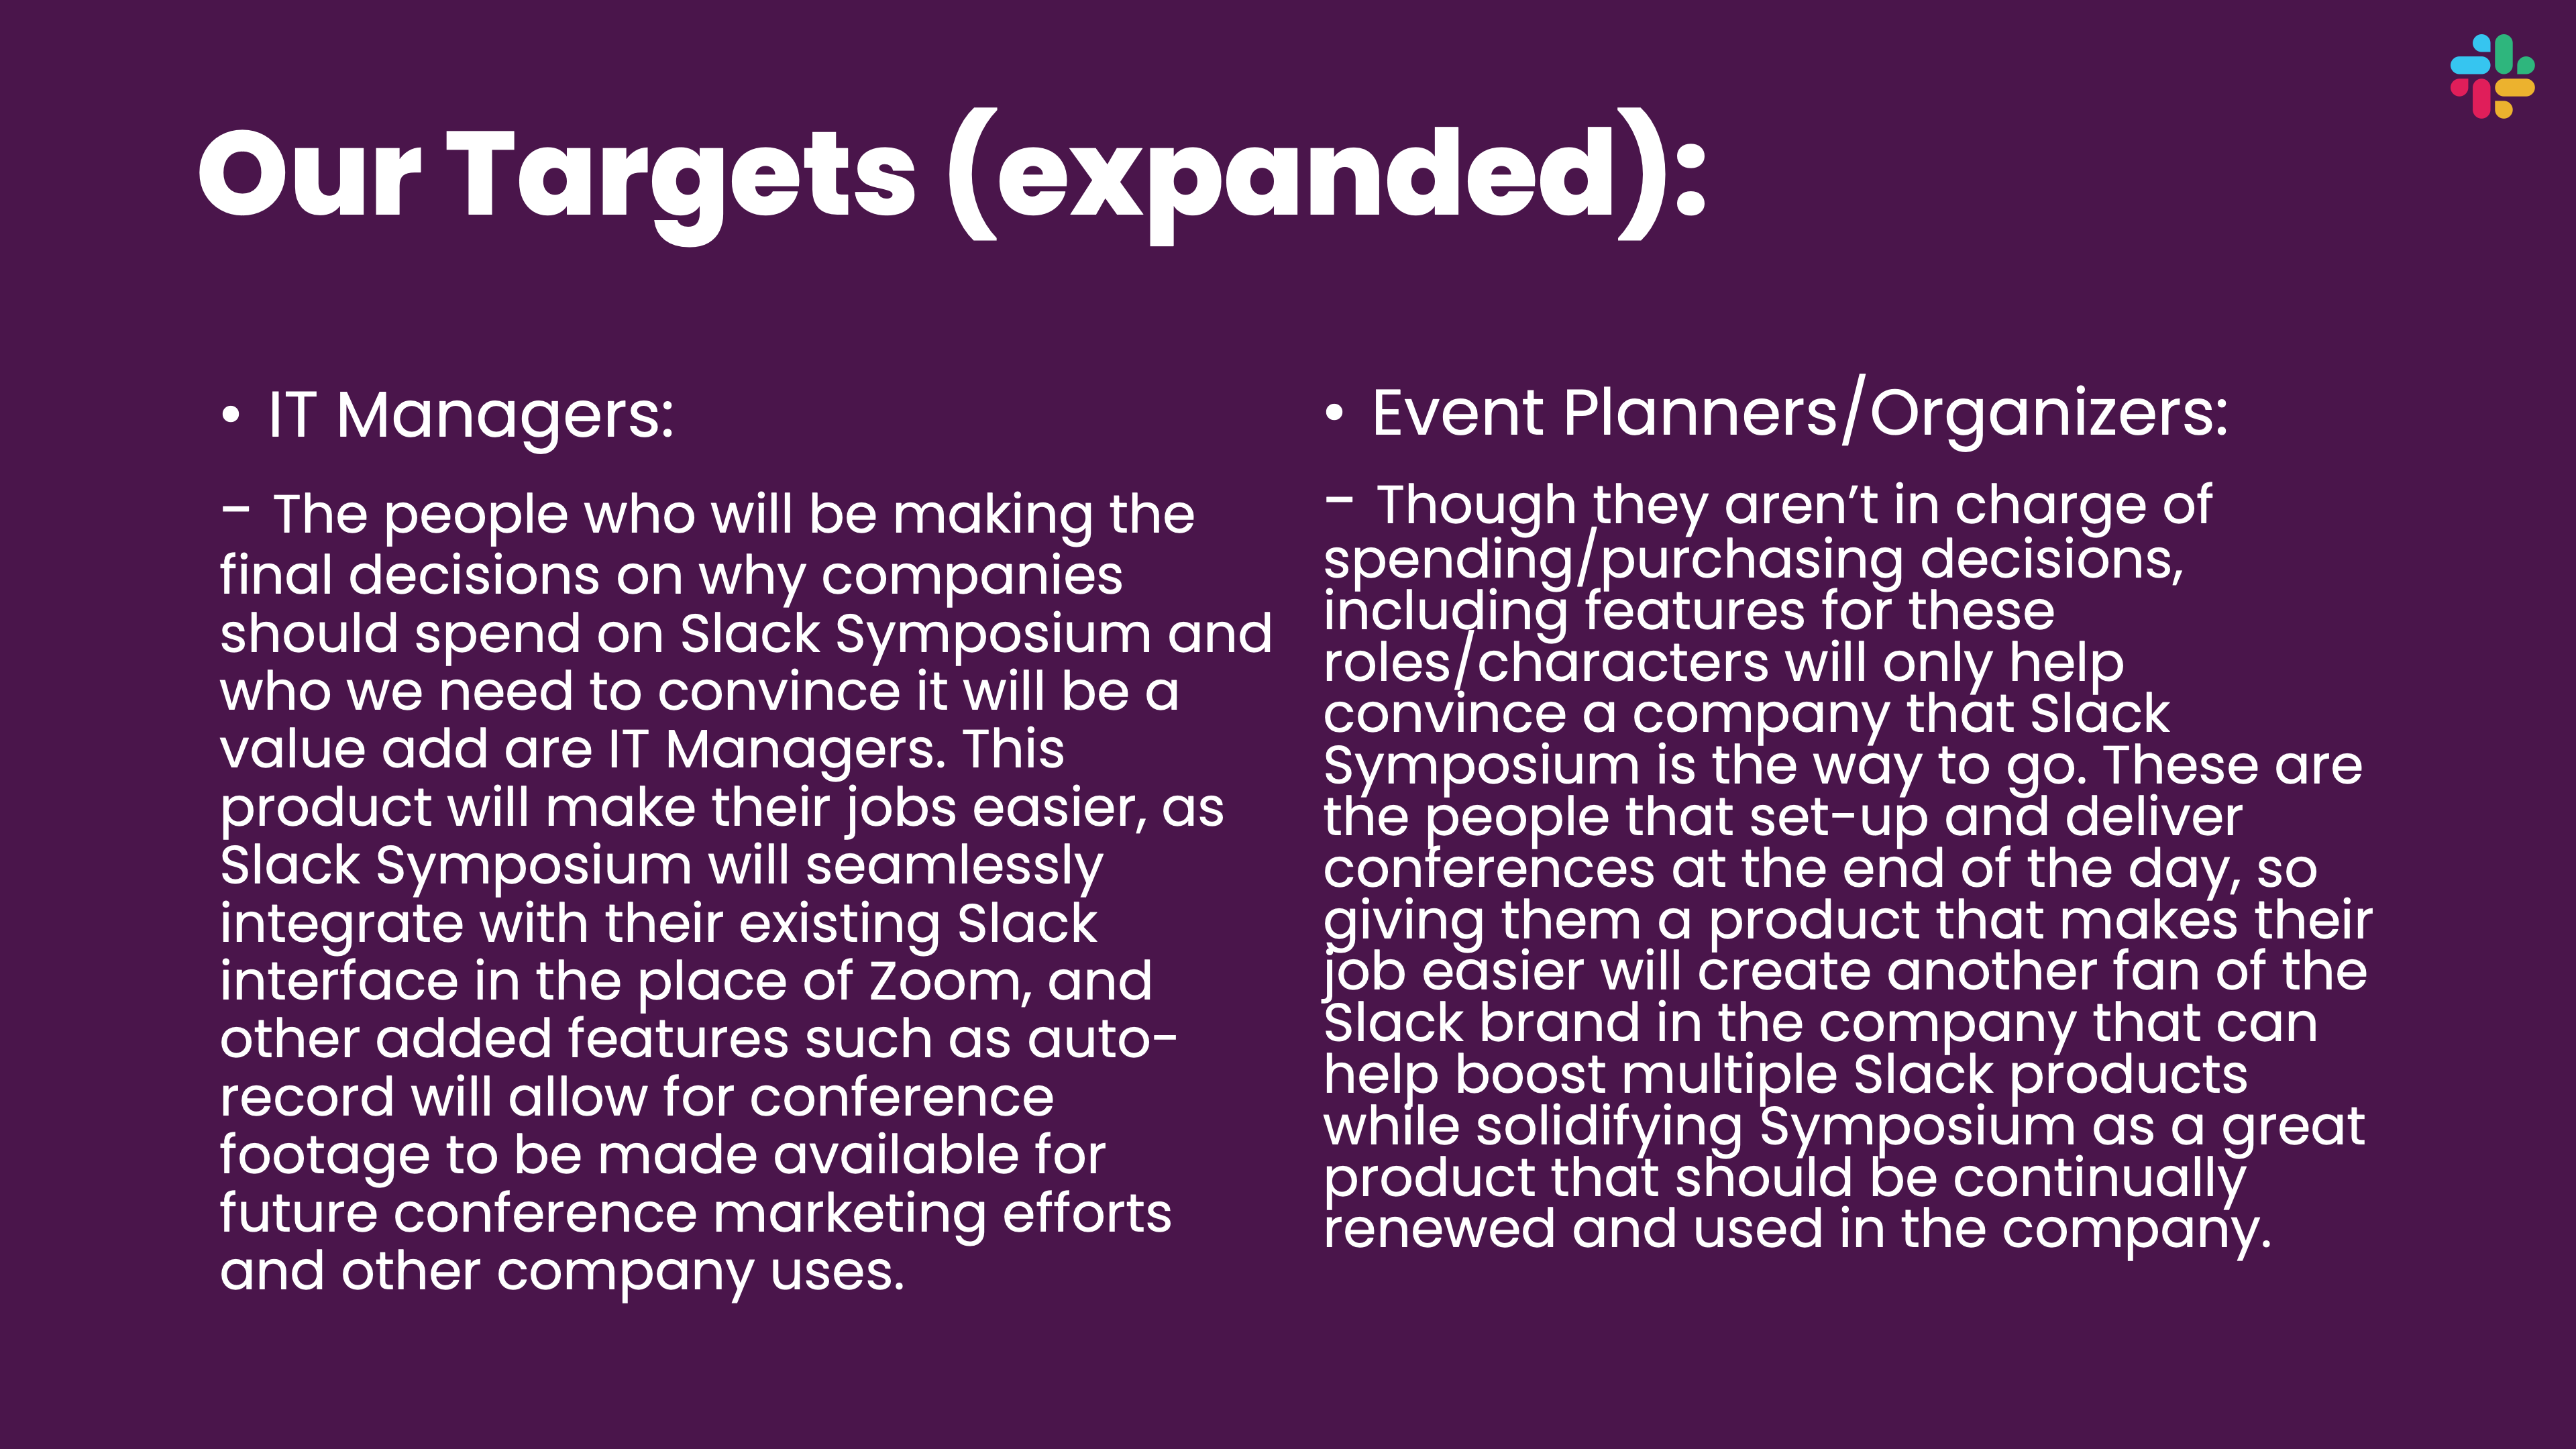 Our Targets (expanded):
• IT Managers:
- The people who will be making the
final decisions on why companies
should spend on Slack Symposium and
who we need to convince it will be a
value add are IT Managers. This
product will make their jobs easier, as
Slack Symposium will seamlessly
integrate with their existing Slack
interface in the place of Zoom, and
other added features such as auto-
record will allow for conference
footage to be made available for
future conference marketing efforts
and other company uses.
• Event Planners/Organizers:
- Though they aren’t in charge of
spending/purchasing decisions,
including features for these
roles/characters will only help
convince a company that Slack
Symposium is the way to go. These are
the people that set-up and deliver
conferences at the end of the day, so
giving them a product that makes their
job easier will create another fan of the
Slack brand in the company that can
help boost multiple Slack products
while solidifying Symposium as a great
product that should be continually
renewed and used in the company.